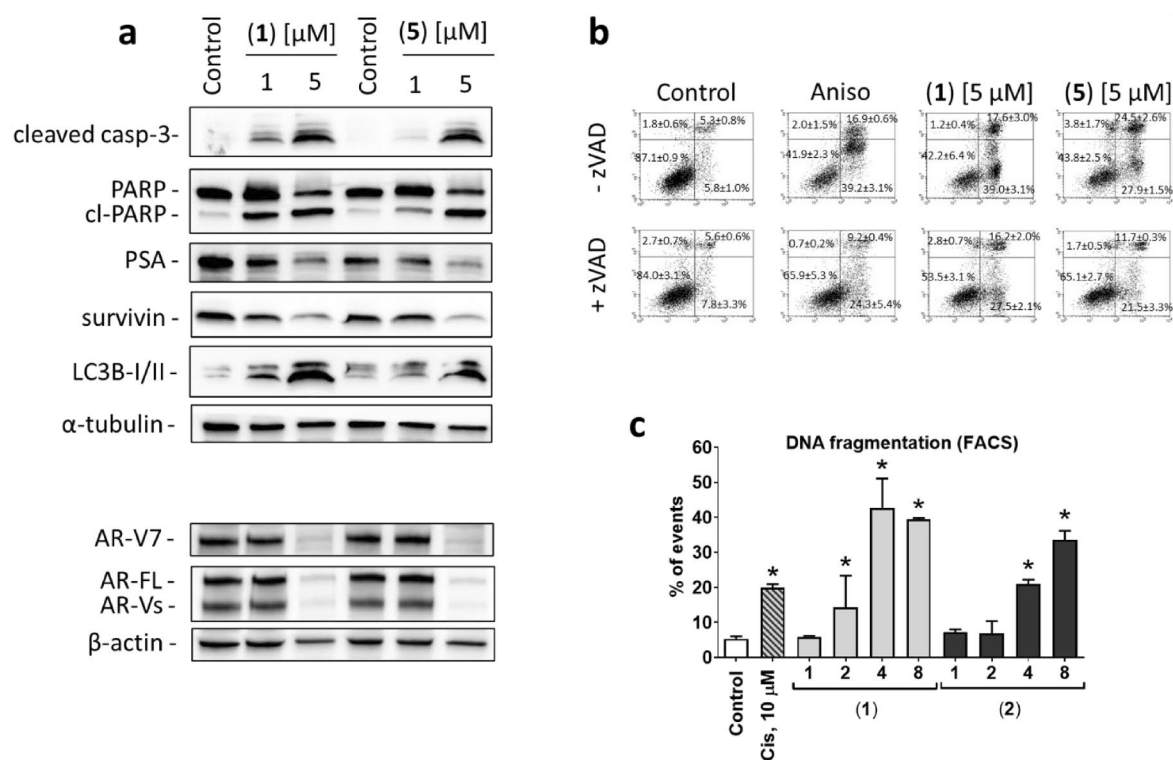 a
Control
(1) [μM]
Control
(5) [μM]
1 5 1 5
cleaved casp-3-
PARP -
cl-PARP -
PSA -
survivin -
LC3B-I/II -
α-tubulin -
AR-V7 -
AR-FL -
AR-Vs -
β-actin -
b
Control Aniso (1) [5 μM] (5) [5 μM]
- zVAD
1.8±0.6% 5.3±0.8%
87.1±0.9 %
5.8±1.0%
2.0±1.5% 16.9±0.6%
41.9±2.3 %
39.2±3.1%
1.2±0.4% 17.6±3.0%
42.2±6.4 %
39.0±3.1%
3.8±1.7% 24.5±2.6%
43.8±2.5 %
27.9±1.5%
+ zVAD
2.7±0.7% 5.6±0.6%
84.0±3.1 %
7.8±3.3%
0.7±0.2% 9.2±0.4%
65.9±5.3 %
24.3±5.4%
2.8±0.7% 16.2±2.0%
53.5±3.1 %
27.5±2.1%
1.7±0.5% 11.7±0.3%
65.1±2.7 %
21.5±3.3%
c
DNA fragmentation (FACS)
% of events
60
50
40
30
20
10
0
* * * * * *
Control
Cis, 10 μM
1 2 4 8 1 2 4 8
(1) (2)